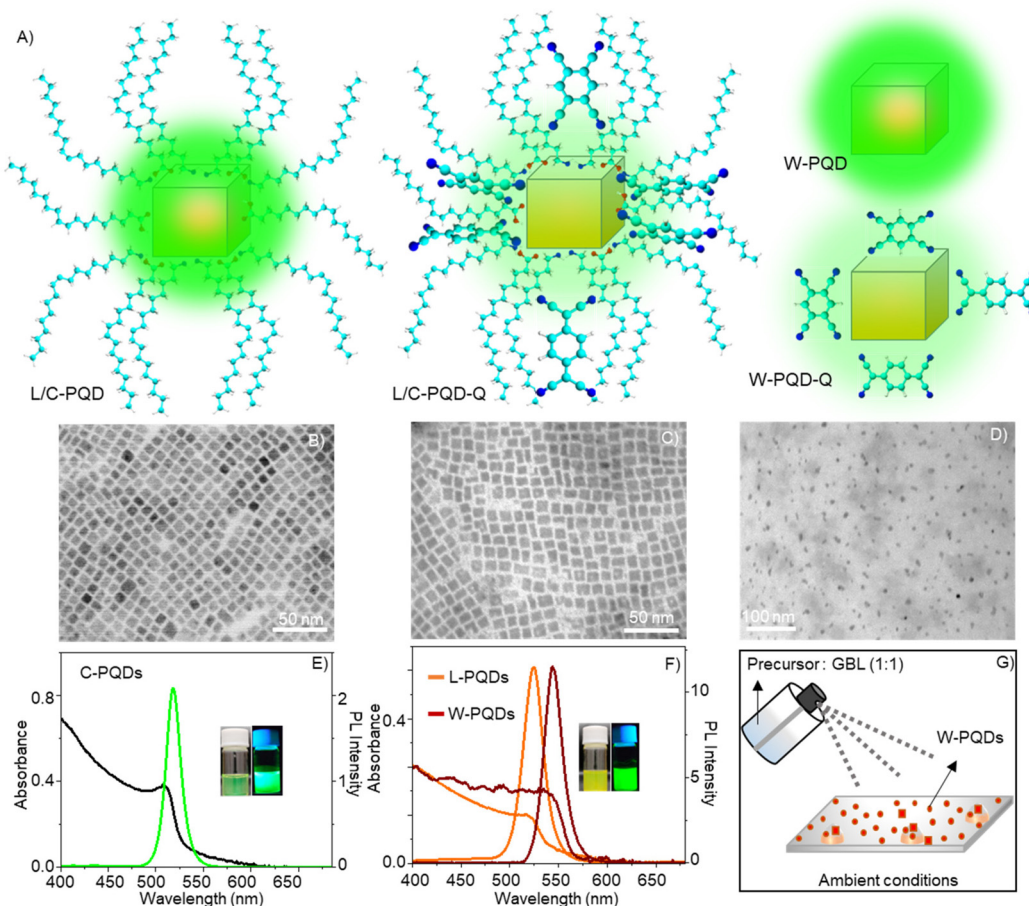 A)
L/C-PQD
L/C-PQD-Q
W-PQD
W-PQD-Q
B)
50 nm
C)
50 nm
D)
100 nm
E)
C-PQDs
0.8
0.4
0.0
Absorbance
2
1
0
PL Intensity
400 450 500 550 600 650
Wavelength (nm)
F)
L-PQDs
W-PQDs
0.4
0.0
Absorbance
10
5
0
PL Intensity
400 450 500 550 600 650
Wavelength (nm)
G)
Precursor: GBL (1:1)
W-PQDs
Ambient conditions